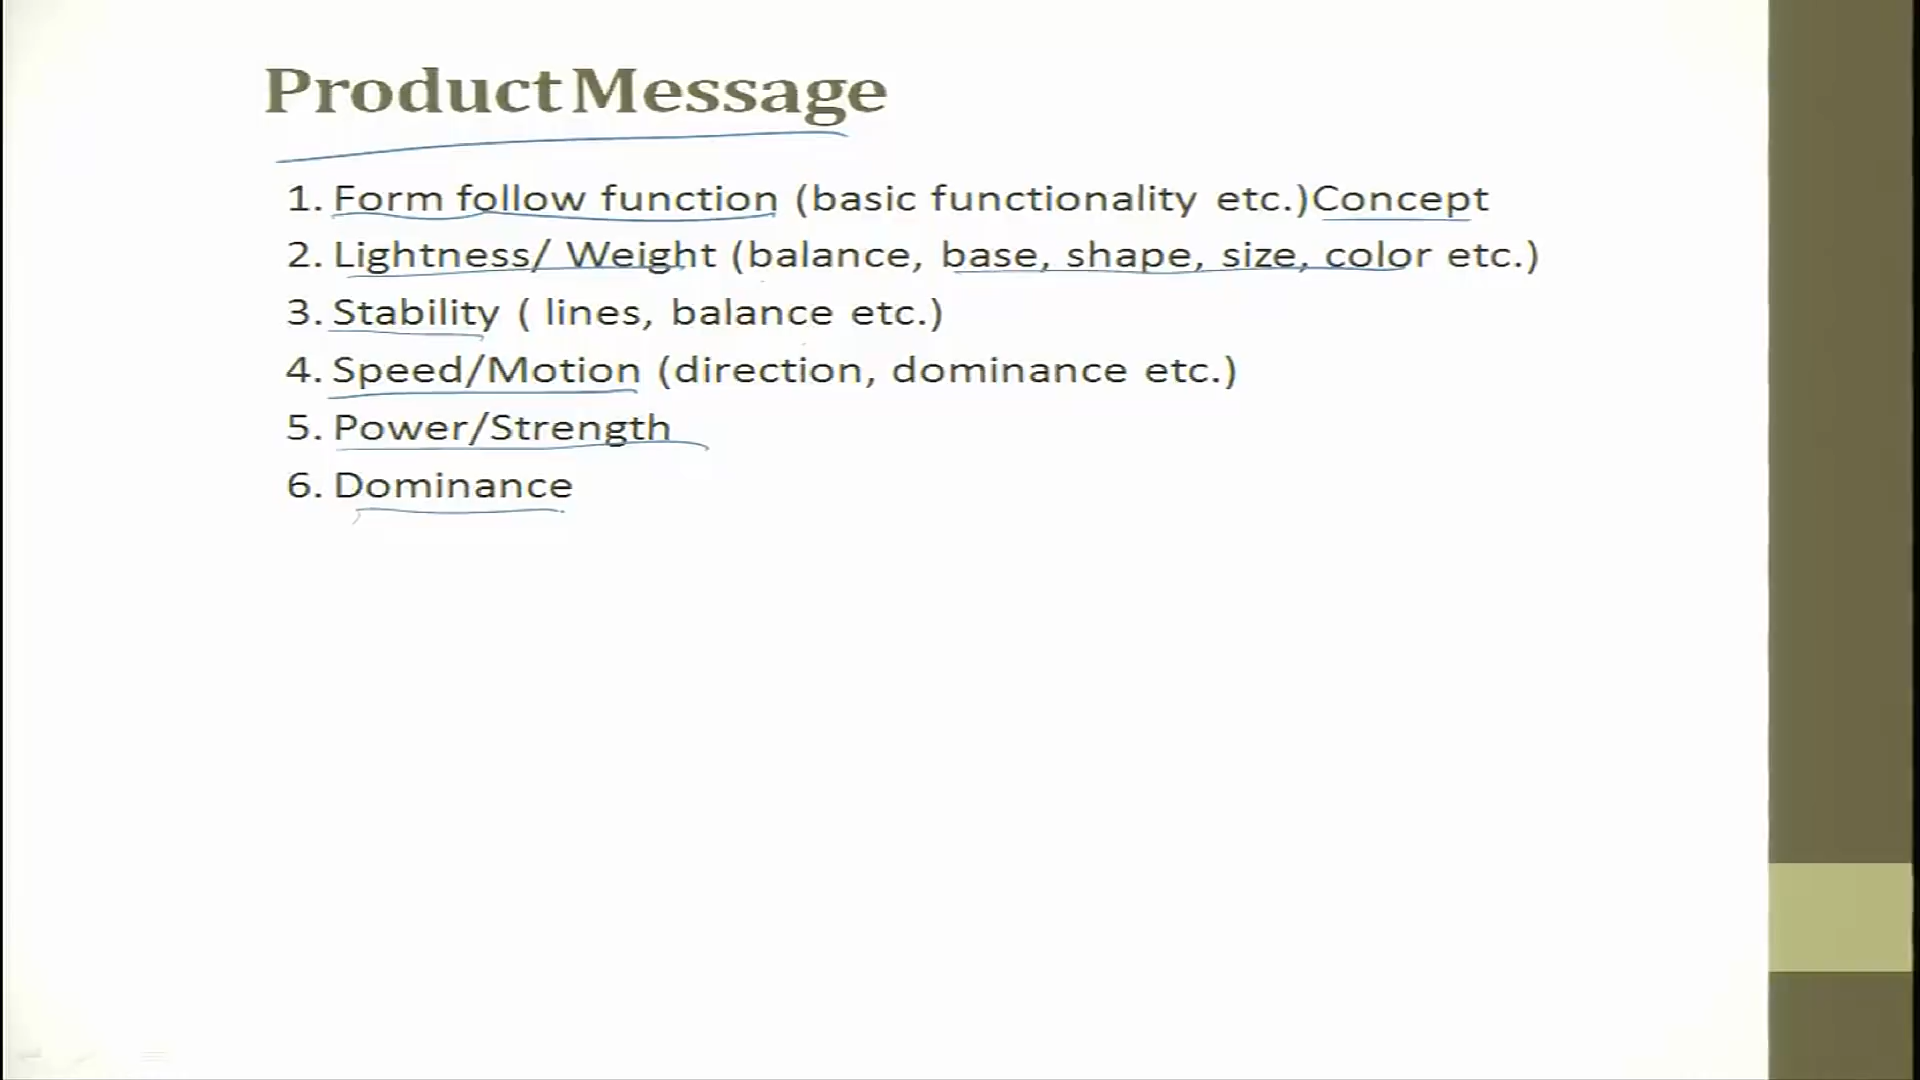 Product Message
1. Form follow function (basic functionality etc.)Concept
2. Lightness/ Weight (balance, base, shape, size, color etc.)
3. Stability ( lines, balance etc.)
4. Speed/Motion (direction, dominance etc.)
5. Power/Strength
6. Dominance